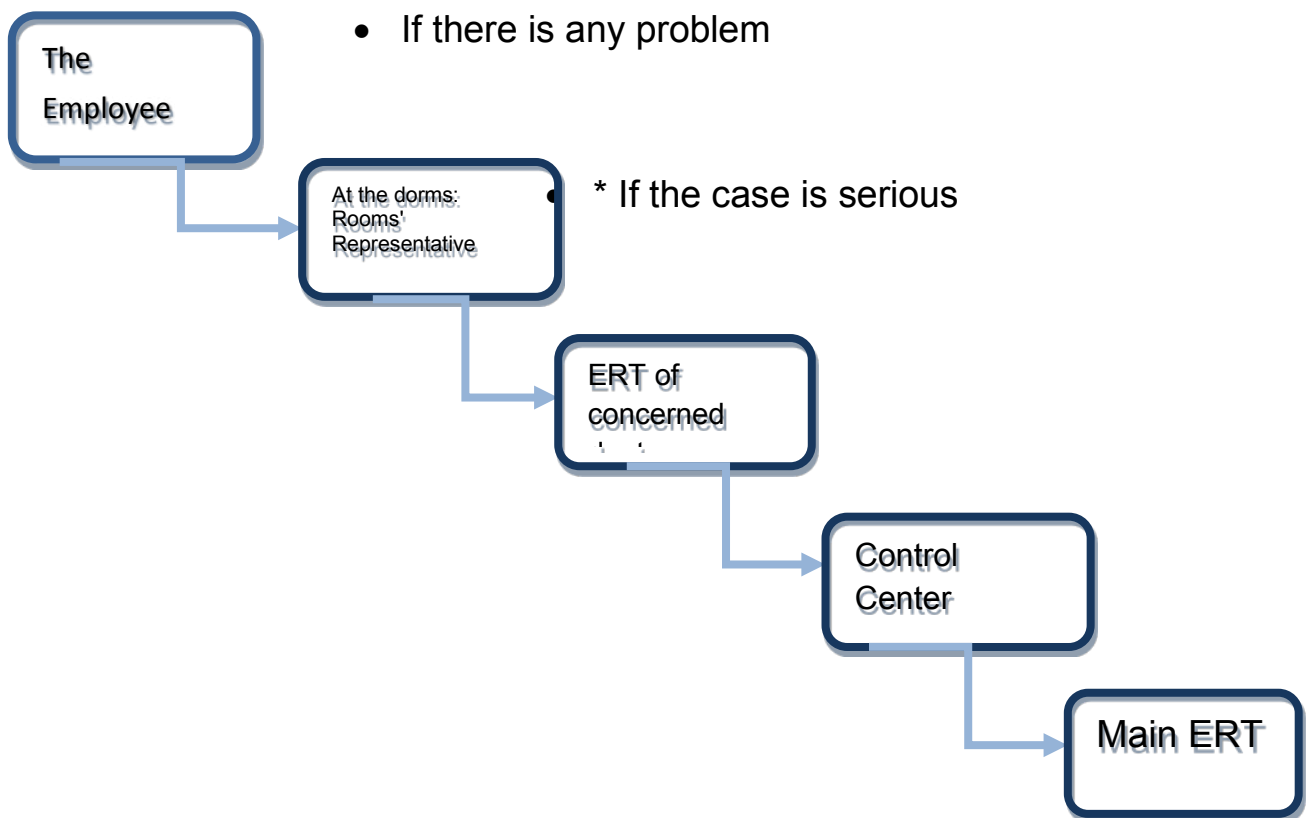 • If there is any problem
The
Employee
At the dorms:
Rooms'
Representative
• * If the case is serious
ERT of
concerned
Control
Center
Main ERT